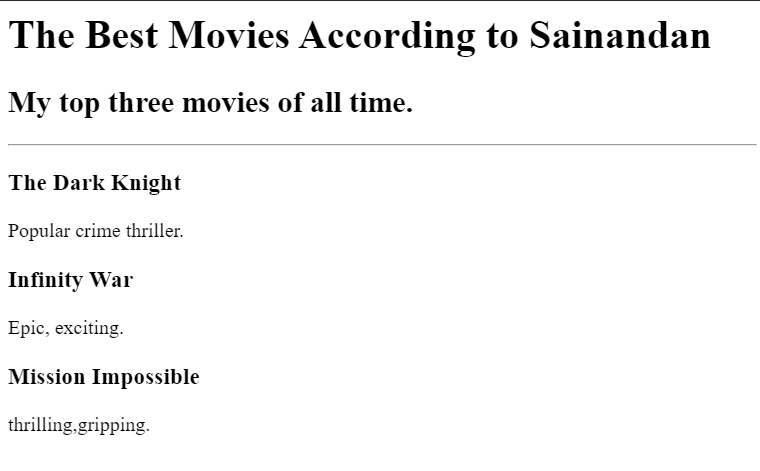 The Best Movies According to Sainandan
My top three movies of all time.
The Dark Knight
Popular crime thriller.
Infinity War
Epic, exciting.
Mission Impossible
thrilling,gripping.